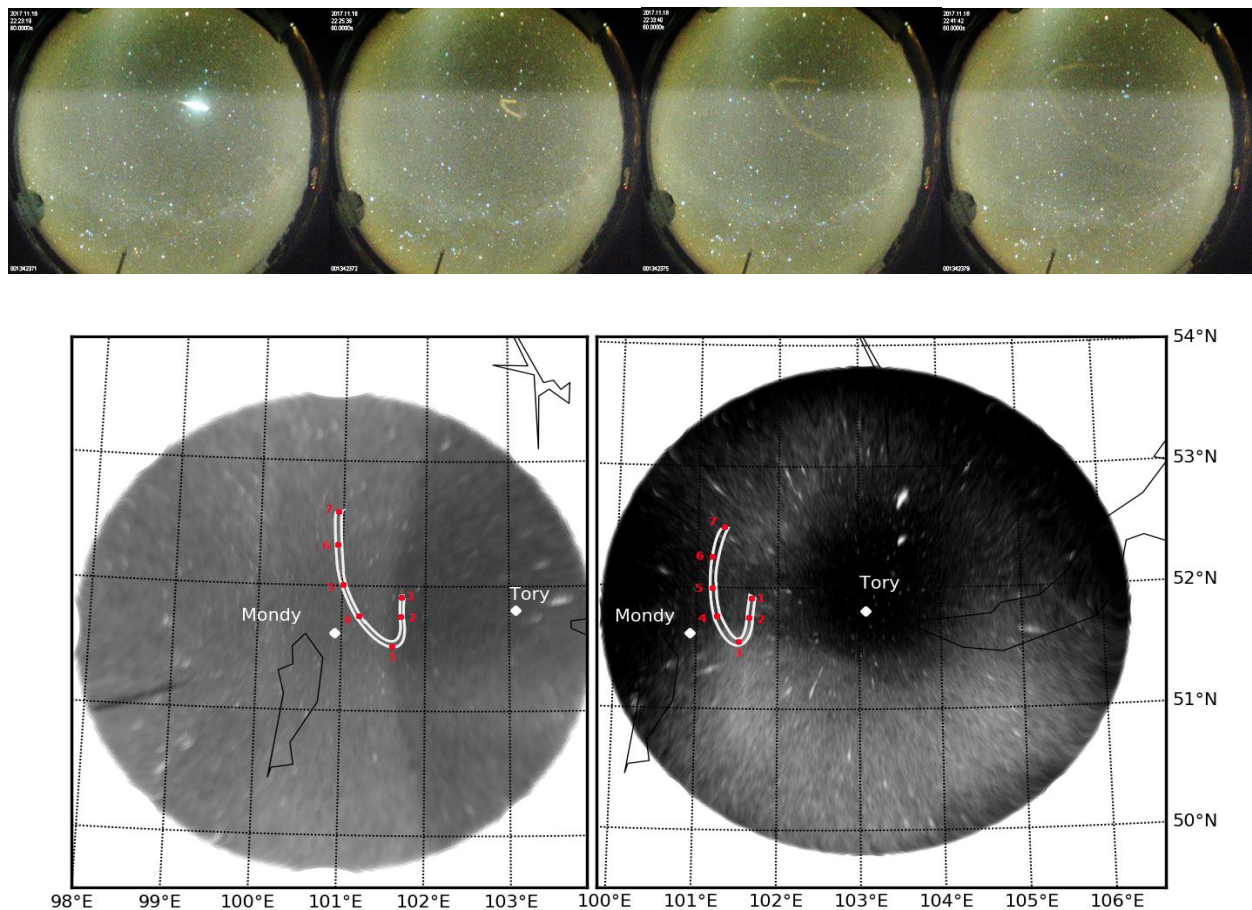 2017.11.18
22:23:19
60.0000s
001342371
2017.11.18
22:25:39
60.0000s
001342372
2017.11.18
22:33:40
60.0000s
001342375
2017.11.18
22:41:42
60.0000s
001342379
7
6
5
4
3
2
1
Mondy
Tory
98°E
99°E
100°E
101°E
102°E
103°E
7
6
5
4
3
2
1
Mondy
Tory
54°N
53°N
52°N
51°N
50°N
100°E
101°E
102°E
103°E
104°E
105°E
106°E